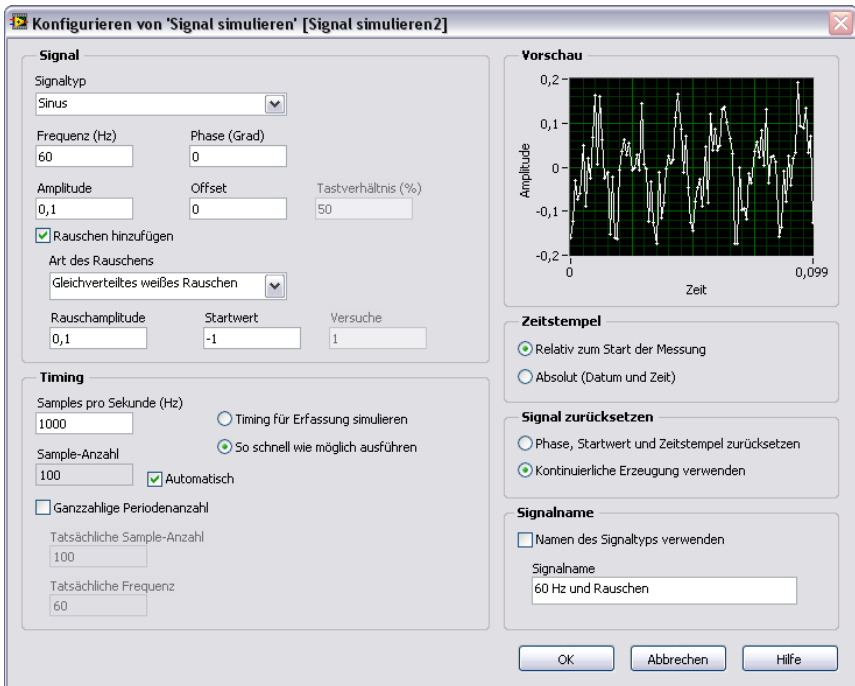 Konfigurieren von 'Signal simulieren' [Signal simulieren2]
Signal
Signaltyp
Sinus
Frequenz (Hz)
Phase (Grad)
60
0
Amplitude
Offset
Tastverhältnis (%)
0,1
0
50
Rauschen hinzufügen
Art des Rauschens
Gleichverteiltes weißes Rauschen
Rauschamplitude
Startwert
Versuche
0,1
-1
1
Timing
Samples pro Sekunde (Hz)
1000
Timing für Erfassung simulieren
So schnell wie möglich ausführen
Sample-Anzahl
100
Automatisch
Ganzzahlige Periodenanzahl
Tatsächliche Sample-Anzahl
100
Tatsächliche Frequenz
60
Vorschau
Amplitude
0,2
0,1
0
-0,1
-0,2
0
0,099
Zeit
Zeitstempel
Relativ zum Start der Messung
Absolut (Datum und Zeit)
Signal zurücksetzen
Phase, Startwert und Zeitstempel zurücksetzen
Kontinuierliche Erzeugung verwenden
Signalname
Namen des Signaltyps verwenden
Signalname
60 Hz und Rauschen
OK
Abbrechen
Hilfe